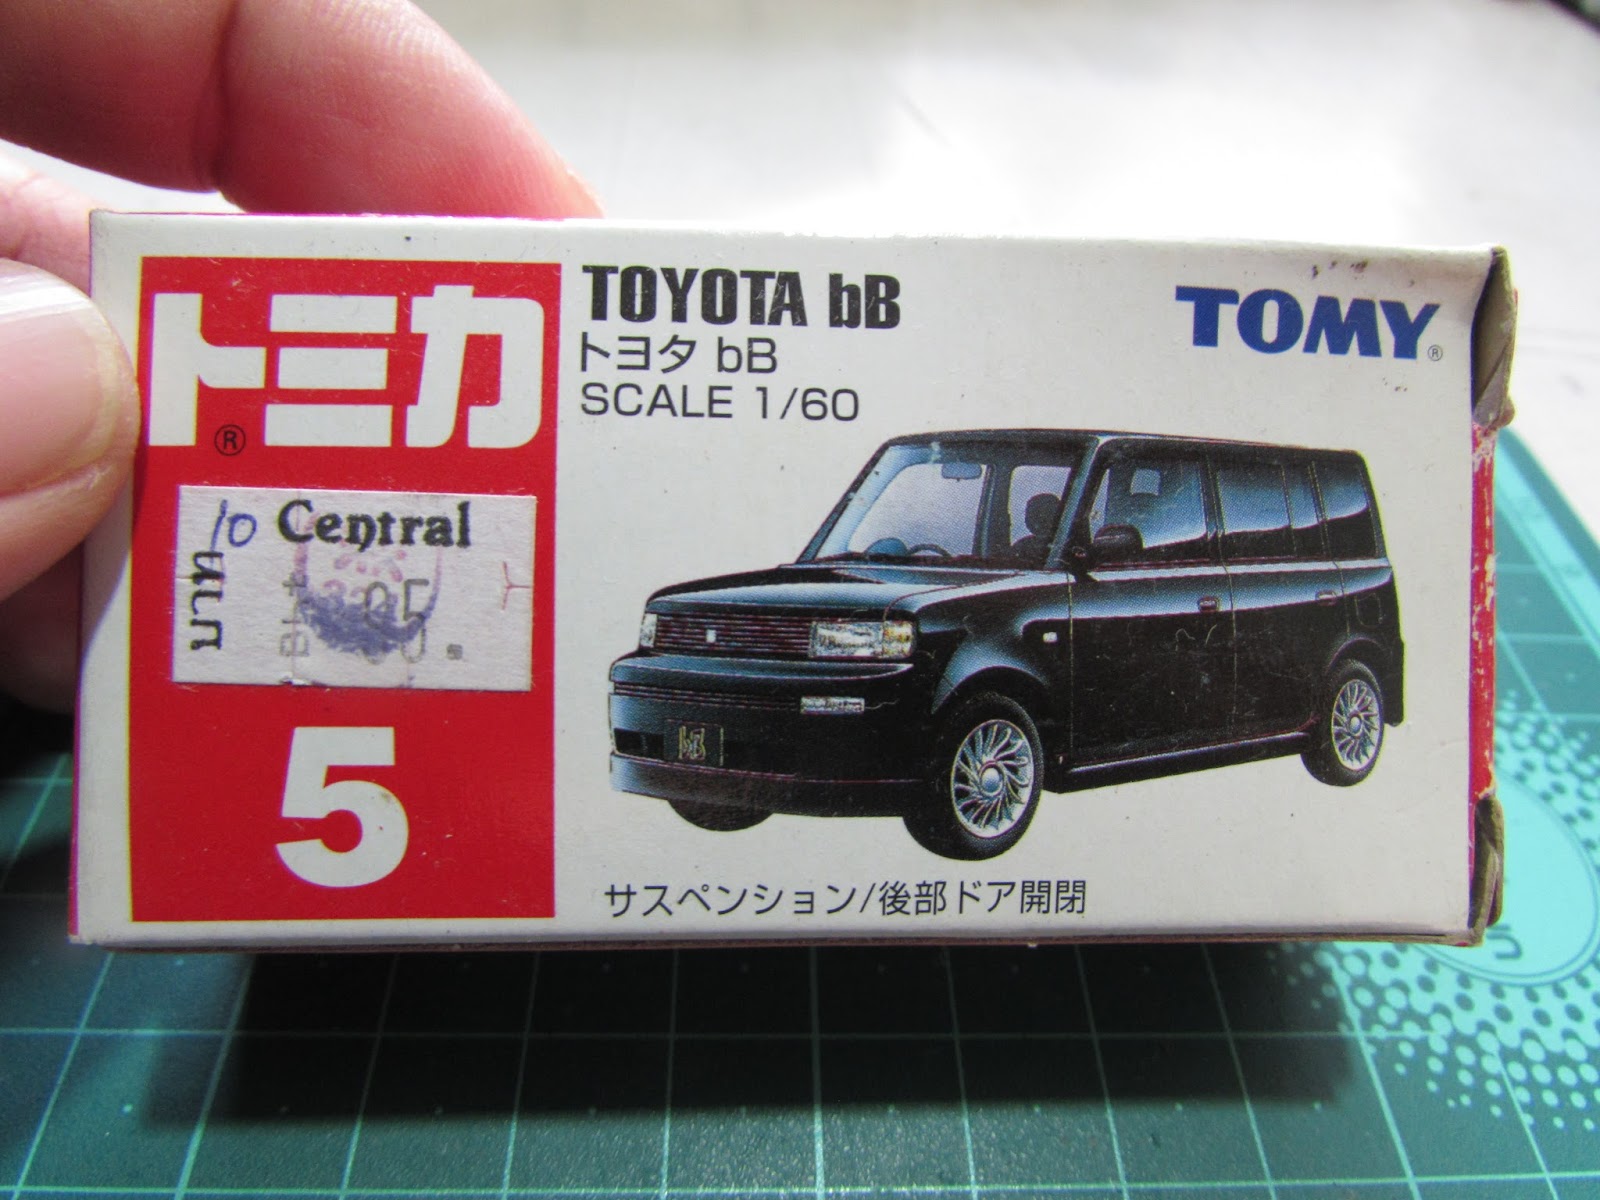 トミカ
®
10 Central
บาท
5
TOYOTA bB
トヨタ bB
SCALE 1/60
TOMY®
bB
サスペンション/後部ドア開閉